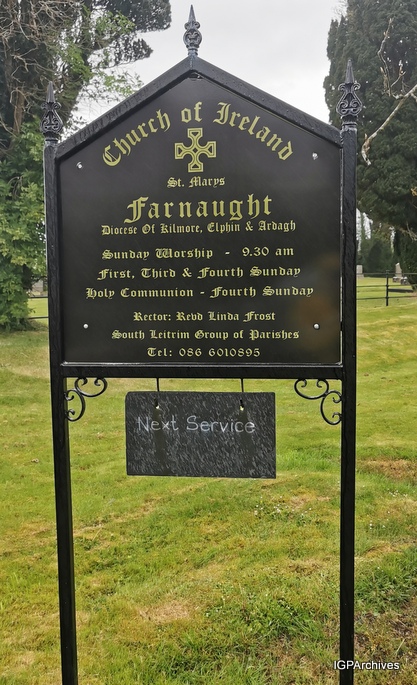 Church of Ireland
St. Marys
Farnaught
Diocese Of Kilmore, Elphin & Ardagh
Sunday Worship - 9.30 am
First, Third & Fourth Sunday
Holy Communion - Fourth Sunday
Rector: Revd Linda Frost
South Leitrim Group of Parishes
Tel: 086 6010895
Next Service
IGPArchives